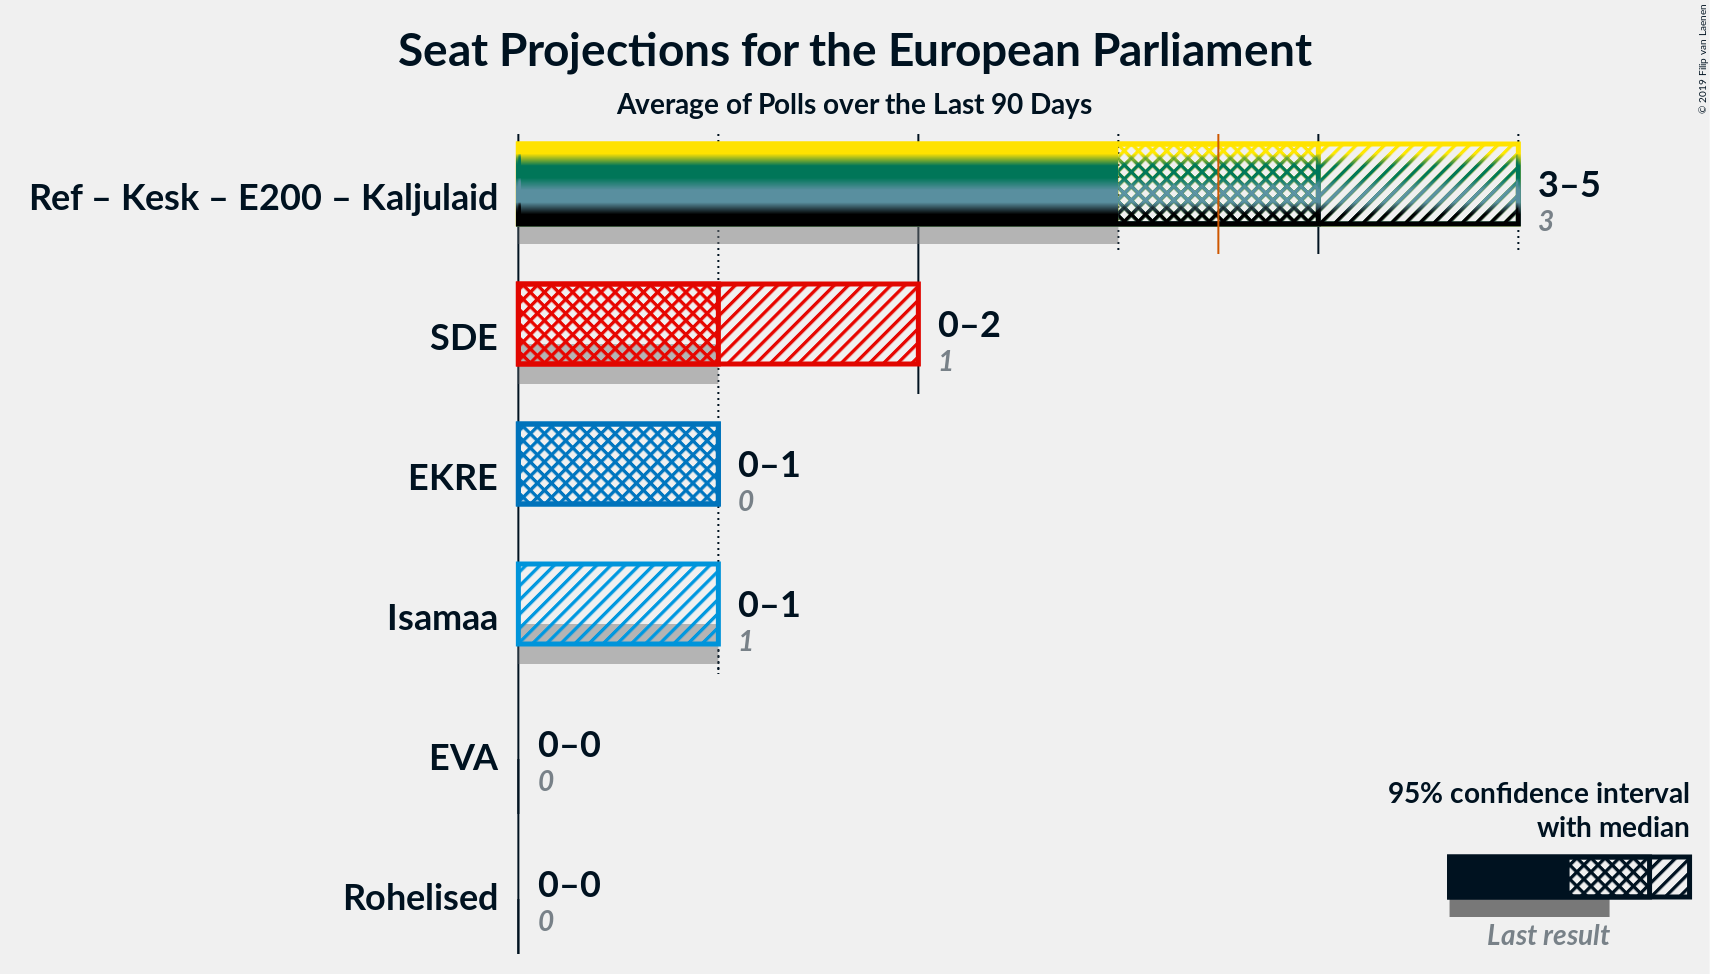 Seat Projections for the European Parliament
Average of Polls over the Last 90 Days
© 2019 Filip van Laenen
Ref – Kesk – E200 – Kaljulaid
3–5
3
SDE
0–2
1
EKRE
0–1
0
Isamaa
0–1
1
EVA
0–0
0
Rohelised
0–0
0
95% confidence interval
with median
Last result